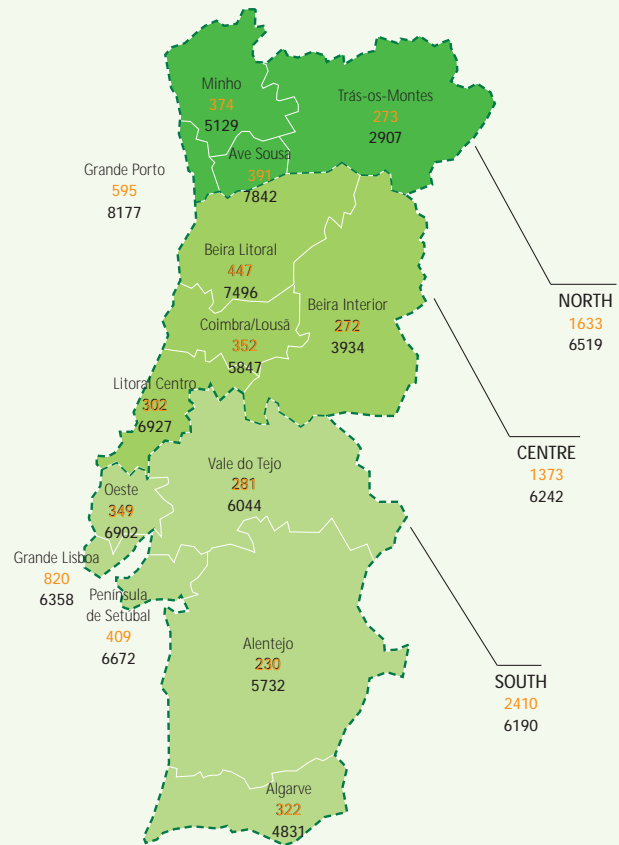 Minho
374
5129
Trás-os-Montes
273
2907
Ave Sousa
391
7842
Grande Porto
595
8177
Beira Litoral
447
7496
Beira Interior
272
3934
Coimbra/Lousã
352
5847
Litoral Centro
302
6927
NORTH
1633
6519
CENTRE
1373
6242
Vale do Tejo
281
6044
Oeste
349
6902
Grande Lisboa
820
6358
Península
de Setúbal
409
6672
Alentejo
230
5732
SOUTH
2410
6190
Algarve
322
4831